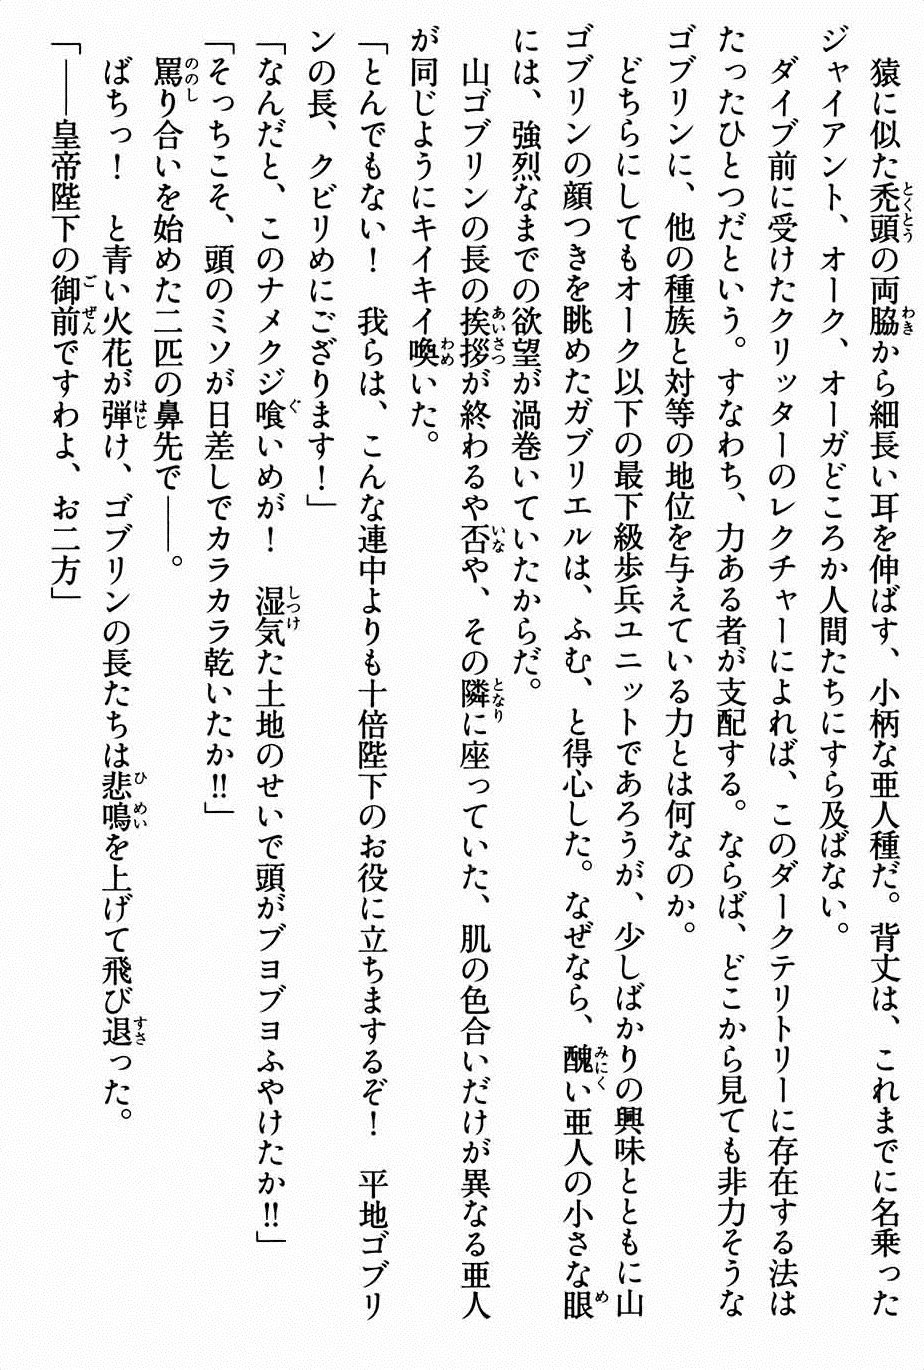 猿に似た禿頭の両脇から細長い耳を伸ばす、小柄な亜人種だ。背丈は、これまでに名乗った
ジャイアント、オーク、オーガどころか人間たちにすら及ばない。
ダイブ前に受けたクリッターのレクチャーによれば、このダークテリトリーに存在する法は
たったひとつだという。すなわち、力ある者が支配する。ならば、どこから見ても非力そうな
ゴブリンに、他の種族と対等の地位を与えている力とは何なのか。
どちらにしてもオーク以下の最下級歩兵ユニットであろうが、少しばかりの興味とともに山
ゴブリンの顔つきを眺めたガブリエルは、ふむ、と得心した。なぜなら、醜い亜人の小さな眼
には、強烈なまでの欲望が渦巻いていたからだ。
山ゴブリンの長の挨拶が終わるや否や、その隣に座っていた、肌の色合いだけが異なる亜人
が同じようにキイキイ喚いた。
「とんでもない！　我らは、こんな連中よりも十倍陛下のお役に立ちまするぞ！　平地ゴブリ
ンの長、クビリめにござります！」
「なんだと、このナメクジ喰いめが！　湿気た土地のせいで頭がブヨブヨふやけたか!!」
「そっちこそ、頭のミソが日差しでカラカラ乾いたか!!」
罵り合いを始めた二匹の鼻先で――。
ばちっ！　と青い火花が弾け、ゴブリンの長たちは悲鳴を上げて飛び退った。
「――皇帝陛下の御前ですわよ、お二方」